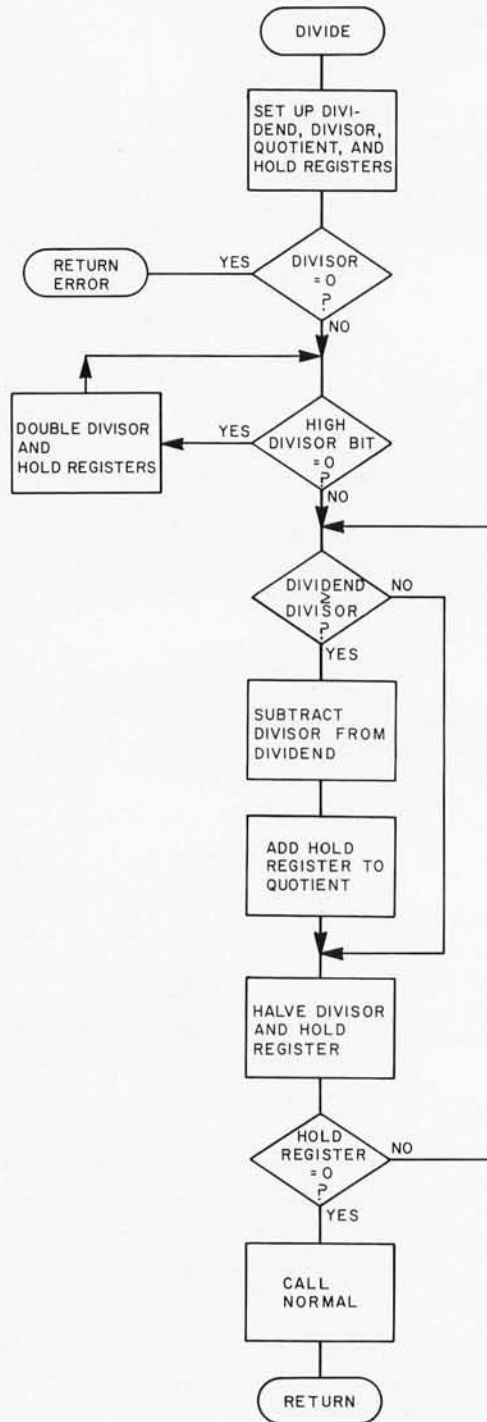 DIVIDE
SET UP DIVI-
DEND, DIVISOR,
QUOTIENT, AND
HOLD REGISTERS
DIVISOR
=0
?
YES
RETURN
ERROR
NO
HIGH
DIVISOR BIT
=0
?
YES
DOUBLE DIVISOR
AND
HOLD REGISTERS
NO
DIVIDEND
≥
DIVISOR
?
NO
YES
SUBTRACT
DIVISOR FROM
DIVIDEND
ADD HOLD
REGISTER TO
QUOTIENT
HALVE DIVISOR
AND HOLD
REGISTER
HOLD
REGISTER
=0
?
NO
YES
CALL
NORMAL
RETURN